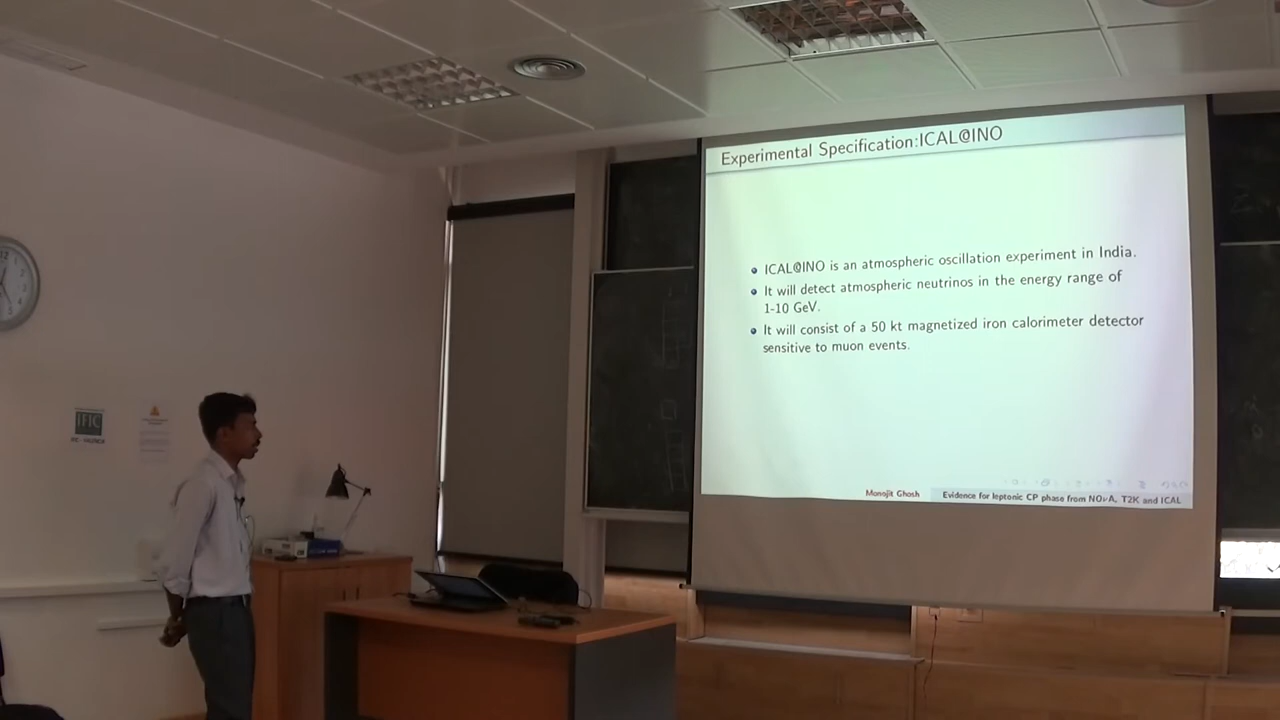 Experimental Specification:ICAL@INO
ICAL@INO is an atmospheric oscillation experiment in India.
It will detect atmospheric neutrinos in the energy range of
1-10 GeV.
It will consist of a 50 kt magnetized iron calorimeter detector
sensitive to muon events.
Monojit Ghosh
Evidence for leptonic CP phase from NOνA, T2K and ICAL
IFIC
12